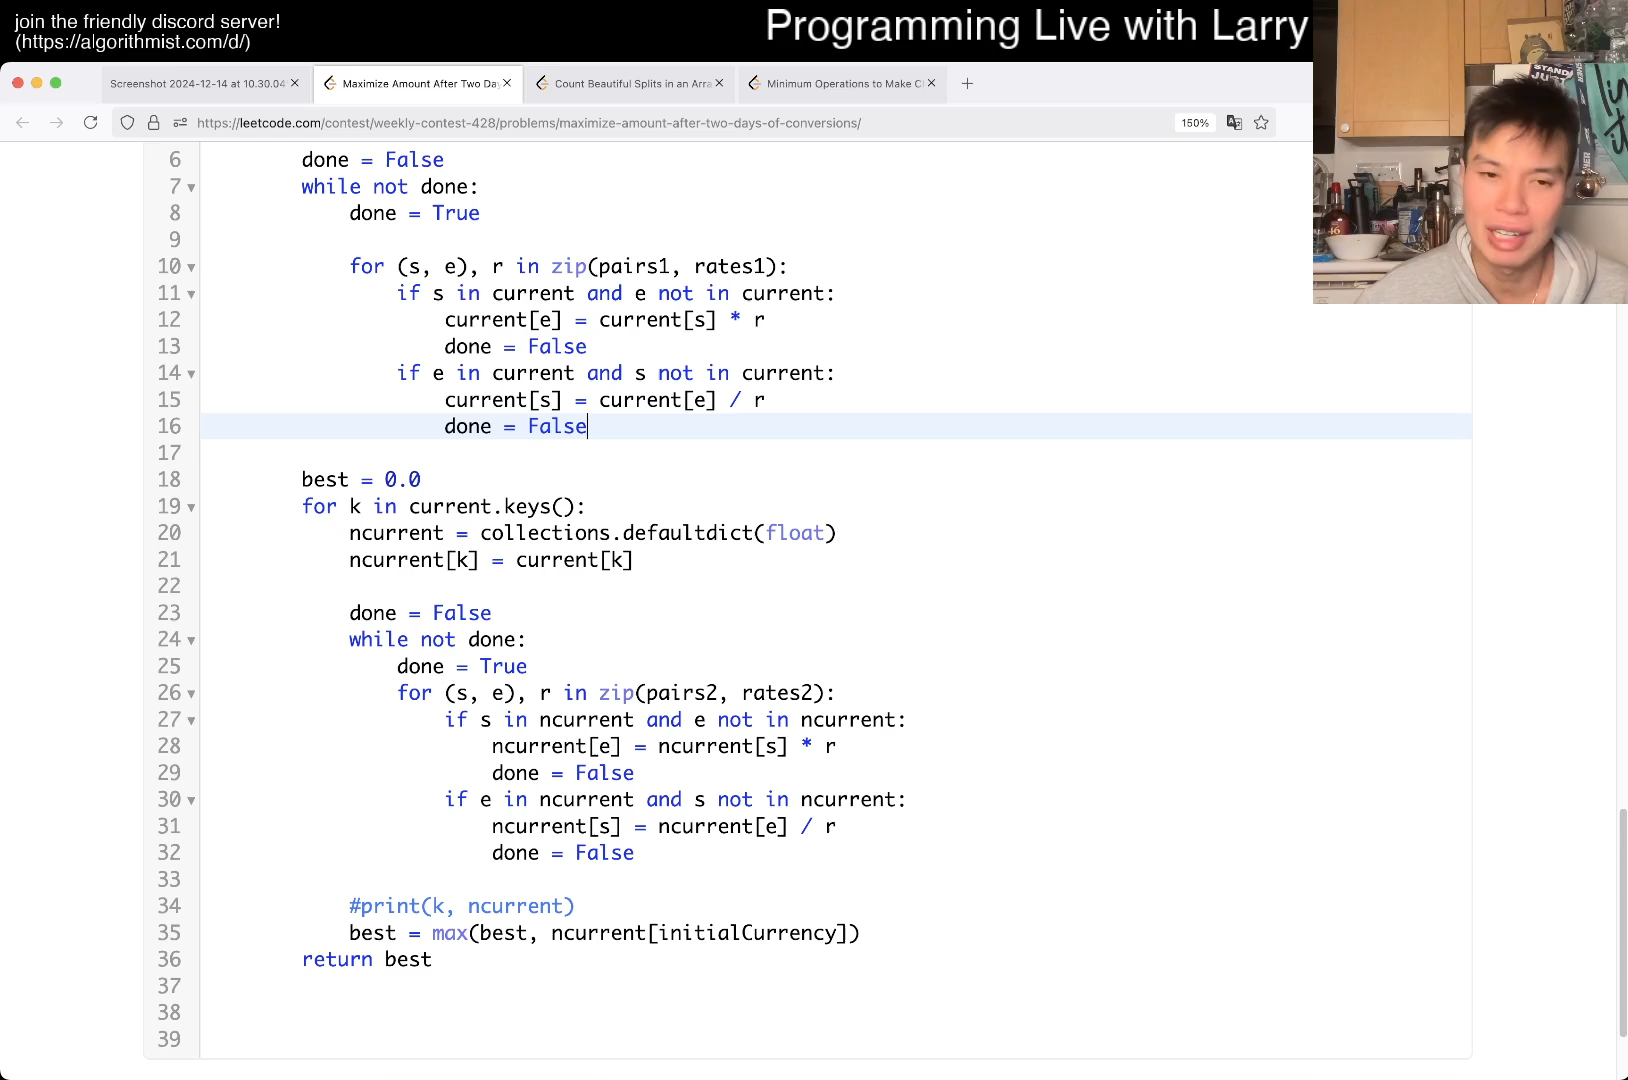 join the friendly discord server!
(https://algorithmist.com/d/)
Programming Live with Larry
Screenshot 2024-12-14 at 10.30.04
Maximize Amount After Two Da
Count Beautiful Splits in an Arra
Minimum Operations to Make C
https://leetcode.com/contest/weekly-contest-428/problems/maximize-amount-after-two-days-of-conversions/
150%
6 done = False
7 while not done:
8 done = True
9
10 for (s, e), r in zip(pairs1, rates1):
11 if s in current and e not in current:
12 current[e] = current[s] * r
13 done = False
14 if e in current and s not in current:
15 current[s] = current[e] / r
16 done = False
17
18 best = 0.0
19 for k in current.keys():
20 ncurrent = collections.defaultdict(float)
21 ncurrent[k] = current[k]
22
23 done = False
24 while not done:
25 done = True
26 for (s, e), r in zip(pairs2, rates2):
27 if s in ncurrent and e not in ncurrent:
28 ncurrent[e] = ncurrent[s] * r
29 done = False
30 if e in ncurrent and s not in ncurrent:
31 ncurrent[s] = ncurrent[e] / r
32 done = False
33
34 #print(k, ncurrent)
35 best = max(best, ncurrent[initialCurrency])
36 return best
37
38
39